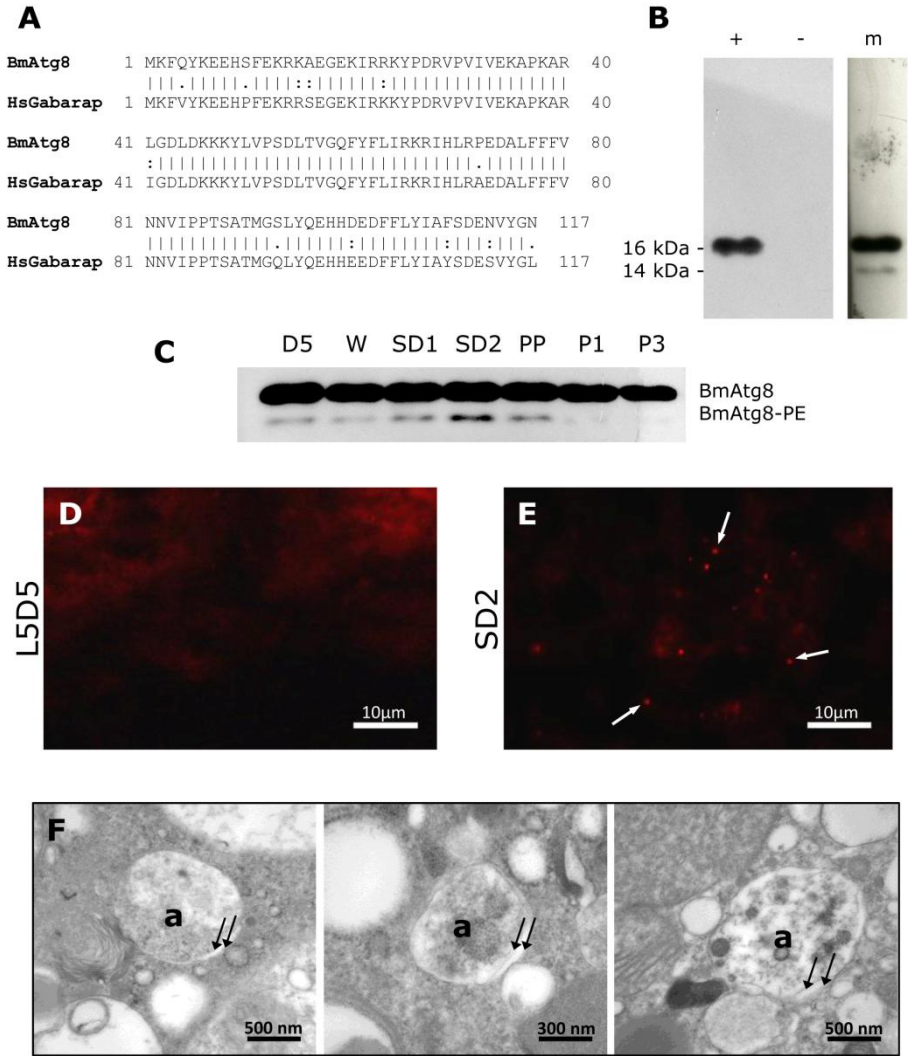 A
BmAtg8 1 MKFQYKEEHSFEKRKAEGEKIRRKYPDRVPVIVEKAPKAR 40
|||.|||||.||||::||||||:|||||||||||||||||
HsGabarap 1 MKFVYKEEHPFEKRRSEGEKIRKKYPDRVPVIVEKAPKAR 40
BmAtg8 41 LGDLDKKKYLVPSDLTVGQFYFLIRKRIHLRPEDALFFFV 80
:||||||||||||||||||||||||||||||.||||||||
HsGabarap 41 IGDLDKKKYLVPSDLTVGQFYFLIRKRIHLRAEDALFFFV 80
BmAtg8 81 NNVIPPTSATMGSLYQEHHDEDFFLYIAFSDENVYGN 117
||||||||||||.||||||:||||||||:|||:|||.
HsGabarap 81 NNVIPPTSATMGQLYQEHHEEDFFLYIAYSDESVYGL 117
B
+ - m
16 kDa -
14 kDa -
C
D5 W SD1 SD2 PP P1 P3
BmAtg8
BmAtg8-PE
D
L5D5
10µm
E
SD2
10µm
F
a
500 nm
a
300 nm
a
500 nm